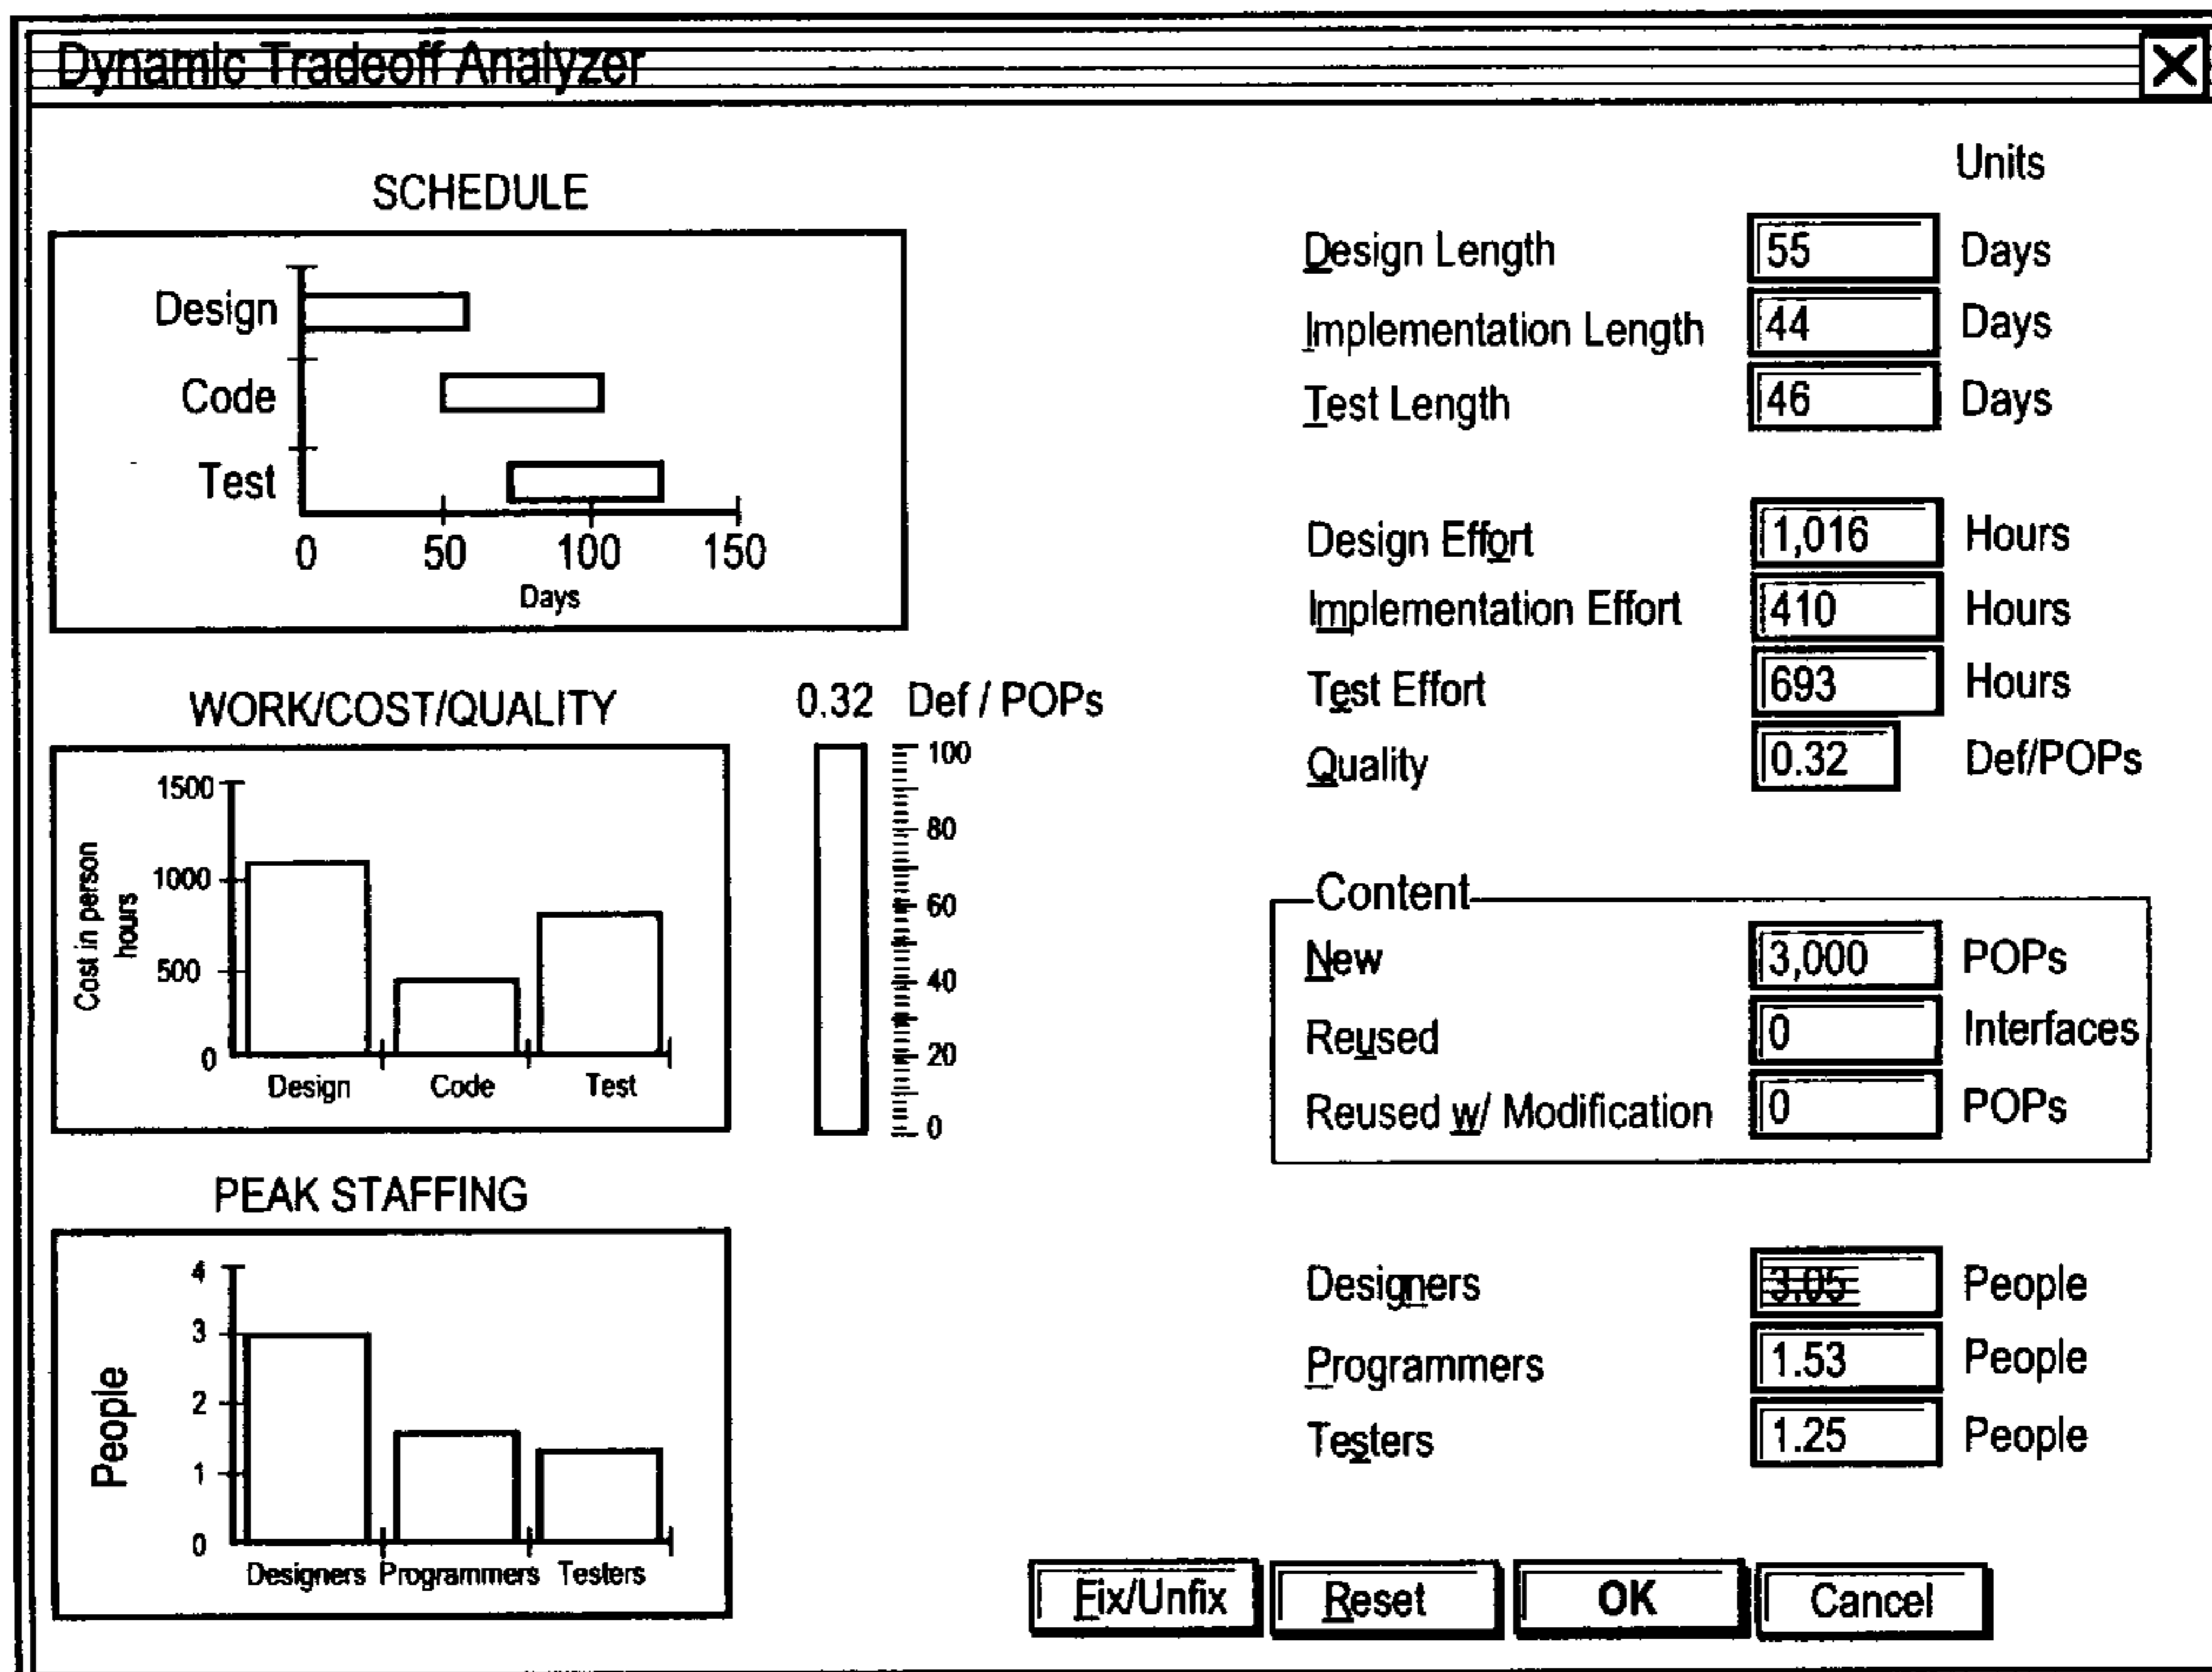 Dynamic Tradeoff Analyzer
SCHEDULE
Design
Code
Test
0 50 100 150
Days
WORK/COST/QUALITY
0.32 Def / POPs
1500
1000
500
0
Cost in person
hours
Design Code Test
100
80
60
40
20
0
PEAK STAFFING
4
3
2
1
0
People
Designers Programmers Testers
Units
Design Length 55 Days
Implementation Length 44 Days
Test Length 46 Days
Design Effort 1,016 Hours
Implementation Effort 410 Hours
Test Effort 693 Hours
Quality 0.32 Def/POPs
Content
New 3,000 POPs
Reused 0 Interfaces
Reused w/ Modification 0 POPs
Designers 3.05 People
Programmers 1.53 People
Testers 1.25 People
Fix/Unfix Reset OK Cancel